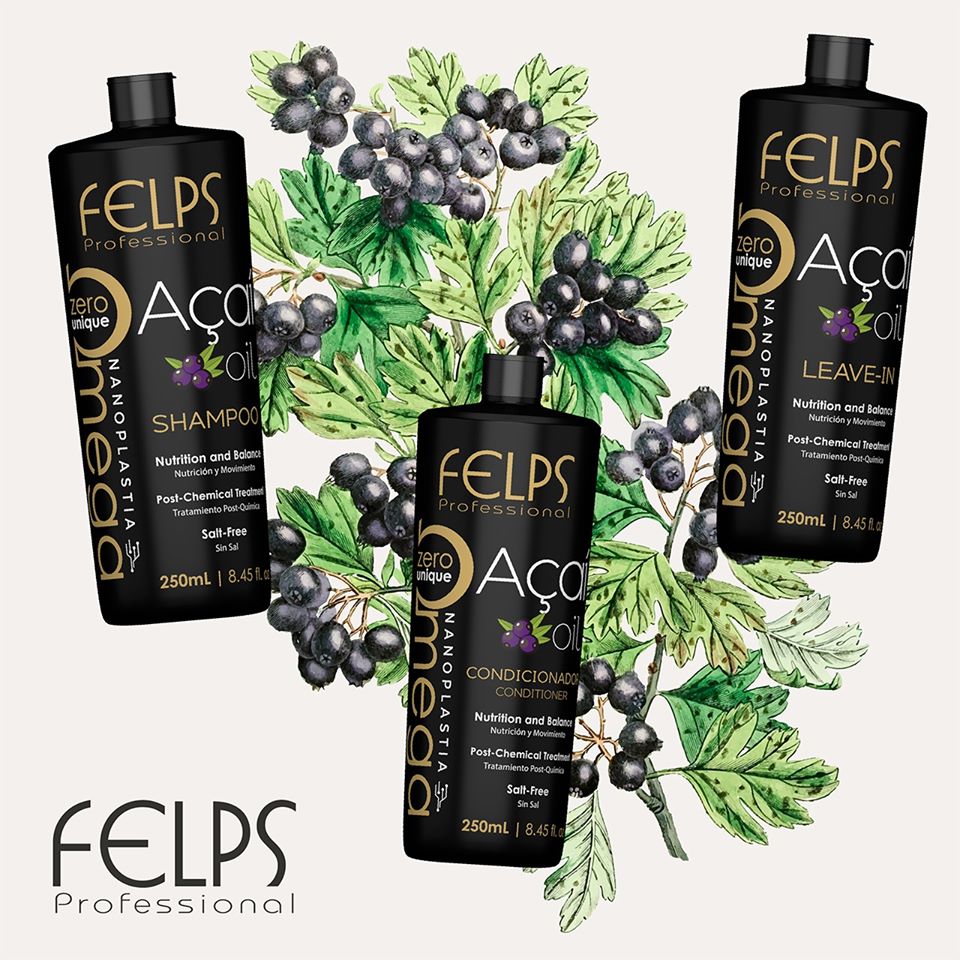 FELPS
Professional
zero
unique
Omega
NANOPLASTIA
Açaí
oil
SHAMPOO
Nutrition and Balance
Nutrición y Movimiento
Post-Chemical Treatment
Tratamiento Post-Química
Salt-Free
Sin Sal
250mL | 8.45 fl. oz
FELPS
Professional
zero
unique
Omega
NANOPLASTIA
Açaí
oil
LEAVE-IN
Nutrition and Balance
Nutrición y Movimiento
Post-Chemical Treatment
Tratamiento Post-Química
Salt-Free
Sin Sal
250mL | 8.45 fl. oz
FELPS
Professional
zero
unique
Omega
NANOPLASTIA
Açaí
oil
CONDICIONADOR
CONDITIONER
Nutrition and Balance
Nutrición y Movimiento
Post-Chemical Treatment
Tratamiento Post-Química
Salt-Free
Sin Sal
250mL | 8.45 fl. oz
FELPS
Professional